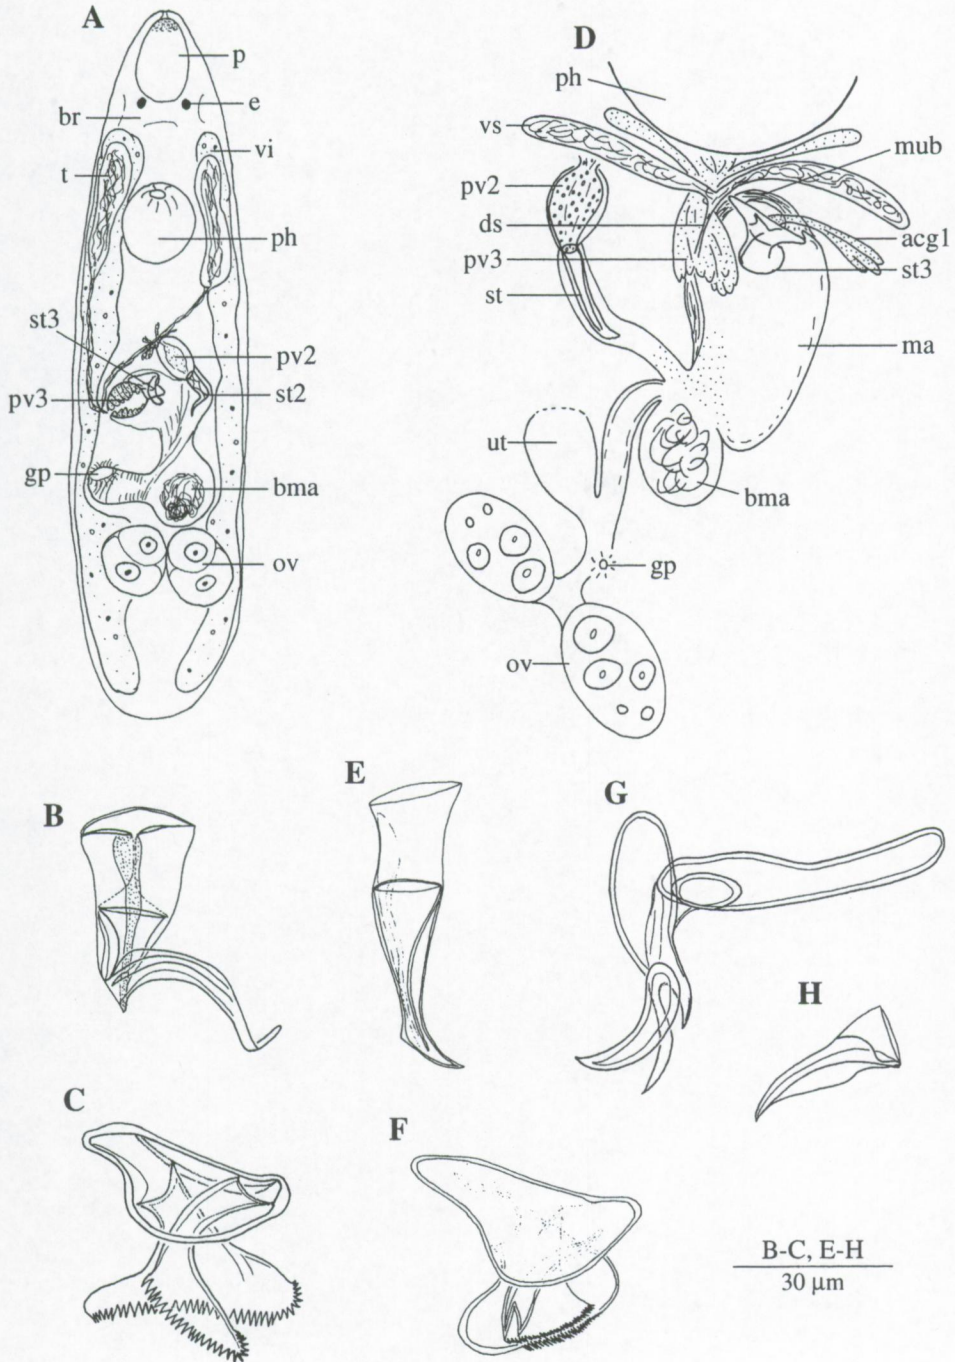 A
p
e
br
vi
t
ph
st3
pv2
pv3
st2
gp
bma
ov
D
ph
vs
mub
pv2
ds
acg1
pv3
st3
st
ma
ut
bma
gp
ov
B
E
G
H
C
F
B-C, E-H
30 µm